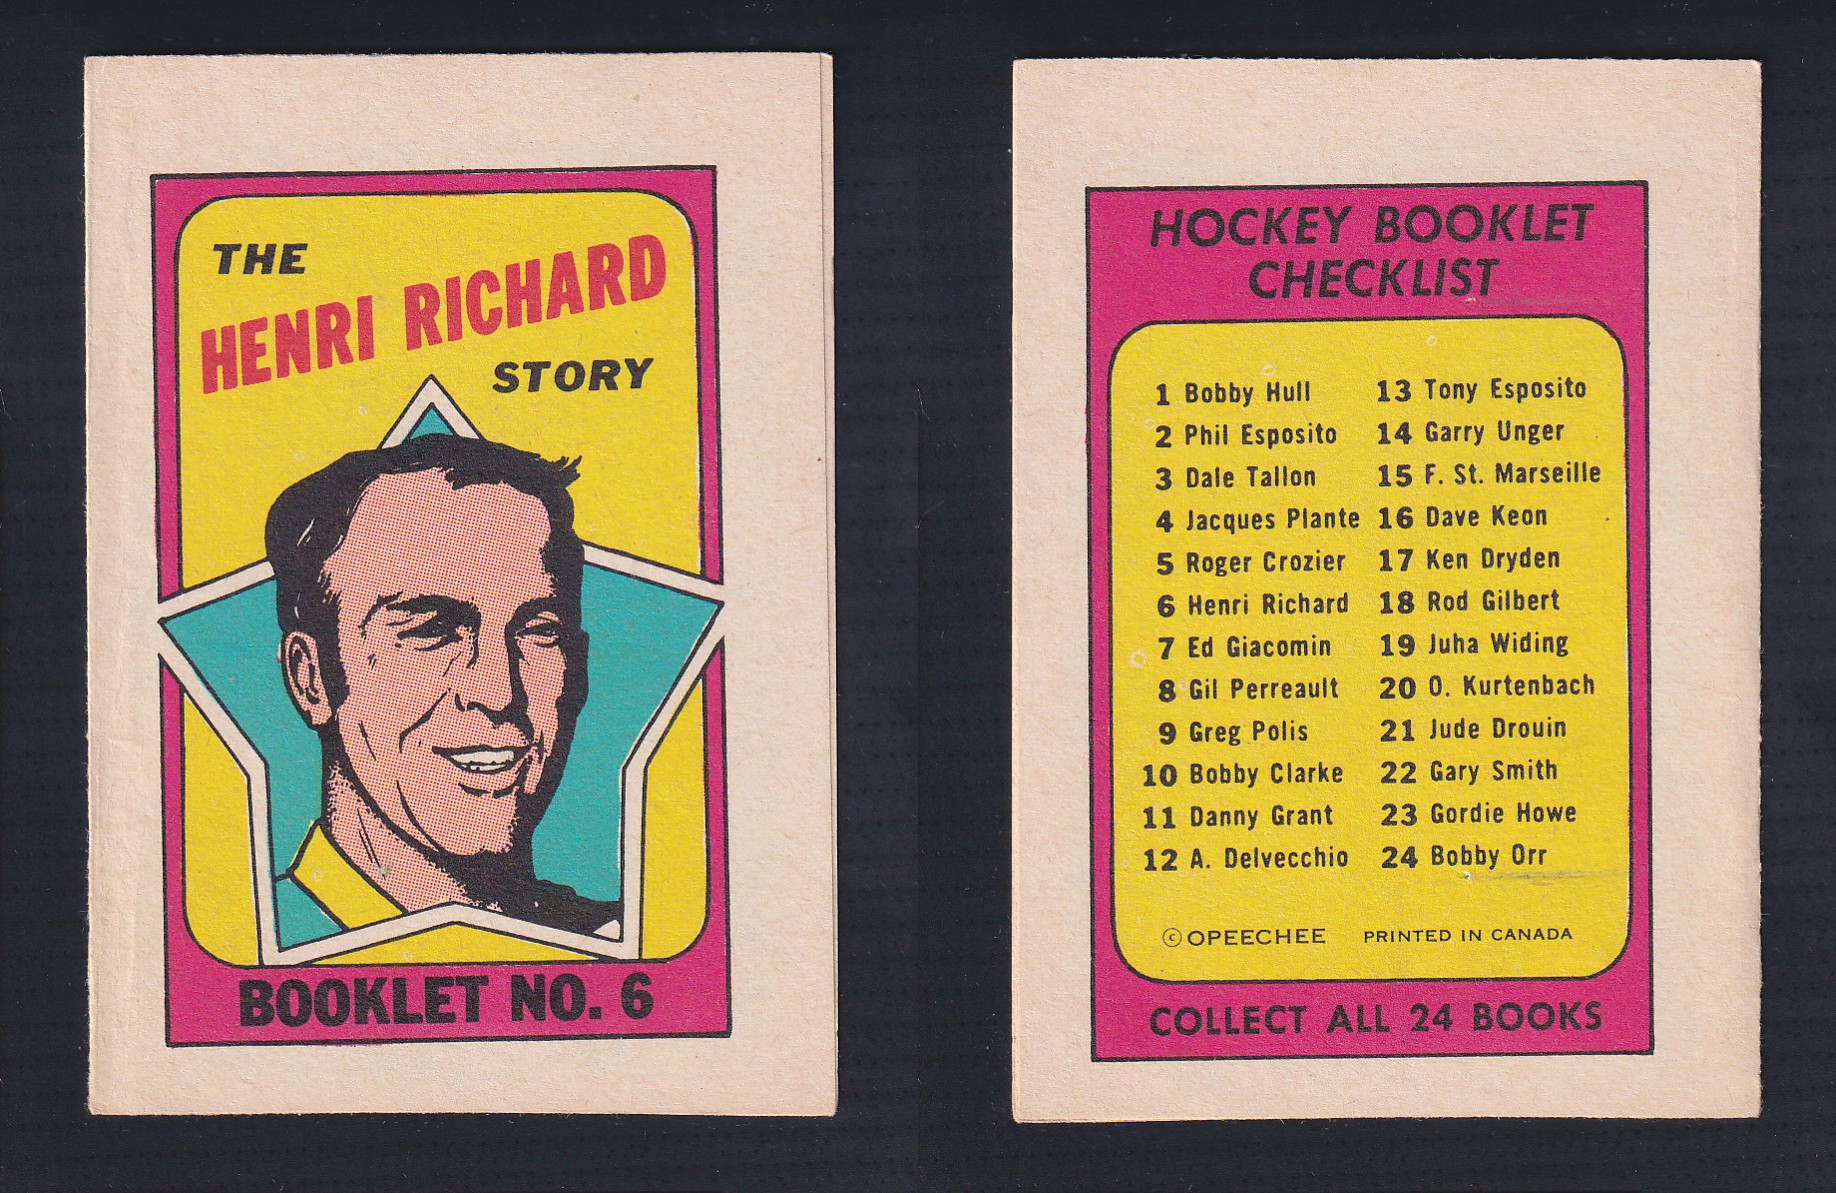 THE
HENRI RICHARD
STORY
BOOKLET NO. 6
HOCKEY BOOKLET
CHECKLIST
1 Bobby Hull
2 Phil Esposito
3 Dale Tallon
4 Jacques Plante
5 Roger Crozier
6 Henri Richard
7 Ed Giacomin
8 Gil Perreault
9 Greg Polis
10 Bobby Clarke
11 Danny Grant
12 A. Delvecchio
13 Tony Esposito
14 Garry Unger
15 F. St. Marseille
16 Dave Keon
17 Ken Dryden
18 Rod Gilbert
19 Juha Widing
20 O. Kurtenbach
21 Jude Drouin
22 Gary Smith
23 Gordie Howe
24 Bobby Orr
© OPEECHEE PRINTED IN CANADA
COLLECT ALL 24 BOOKS